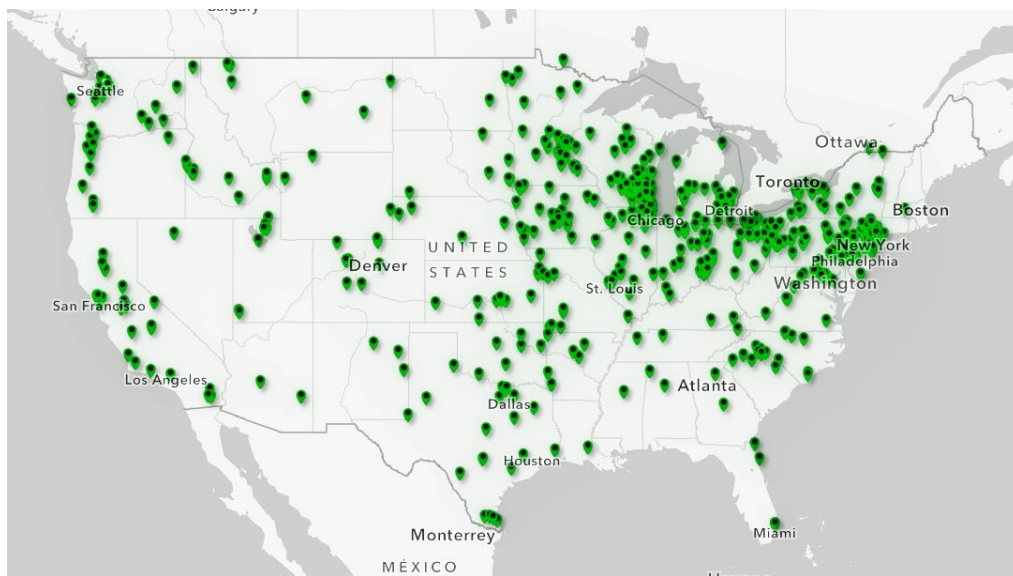 Calgary
Seattle
Ottawa
Toronto
Boston
Detroit
Chicago
UNITED
STATES
New York
Denver
Philadelphia
St. Louis
Washington
San Francisco
Los Angeles
Atlanta
Dallas
Houston
Monterrey
Miami
MÉXICO